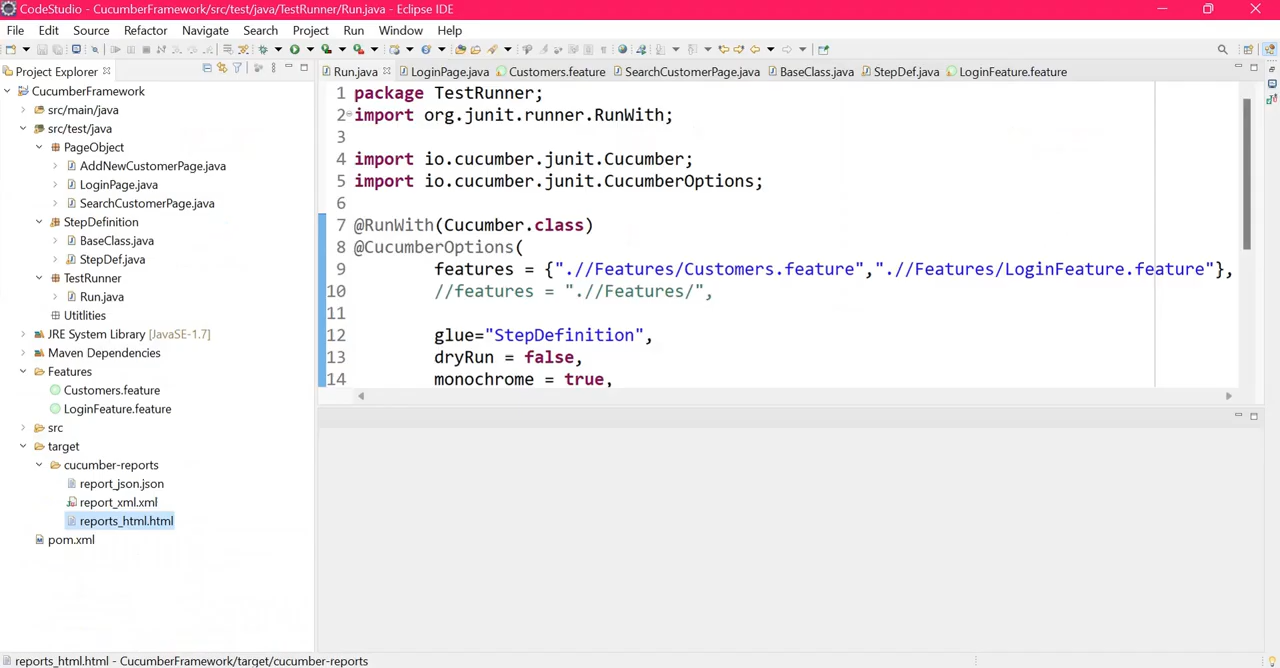 CodeStudio - CucumberFramework/src/test/java/TestRunner/Run.java - Eclipse IDE
File Edit Source Refactor Navigate Search Project Run Window Help
Project Explorer
CucumberFramework
src/main/java
src/test/java
PageObject
AddNewCustomerPage.java
LoginPage.java
SearchCustomerPage.java
StepDefinition
BaseClass.java
StepDef.java
TestRunner
Run.java
Utitlities
JRE System Library [JavaSE-1.7]
Maven Dependencies
Features
Customers.feature
LoginFeature.feature
src
target
cucumber-reports
report_json.json
report_xml.xml
reports_html.html
pom.xml
Run.java LoginPage.java Customers.feature SearchCustomerPage.java BaseClass.java StepDef.java LoginFeature.feature
1 package TestRunner;
2 import org.junit.runner.RunWith;
3
4 import io.cucumber.junit.Cucumber;
5 import io.cucumber.junit.CucumberOptions;
6
7 @RunWith(Cucumber.class)
8 @CucumberOptions(
9 features = {".//Features/Customers.feature",".//Features/LoginFeature.feature"},
10 //features = ".//Features/",
11
12 glue="StepDefinition",
13 dryRun = false,
14 monochrome = true,
reports_html.html - CucumberFramework/target/cucumber-reports